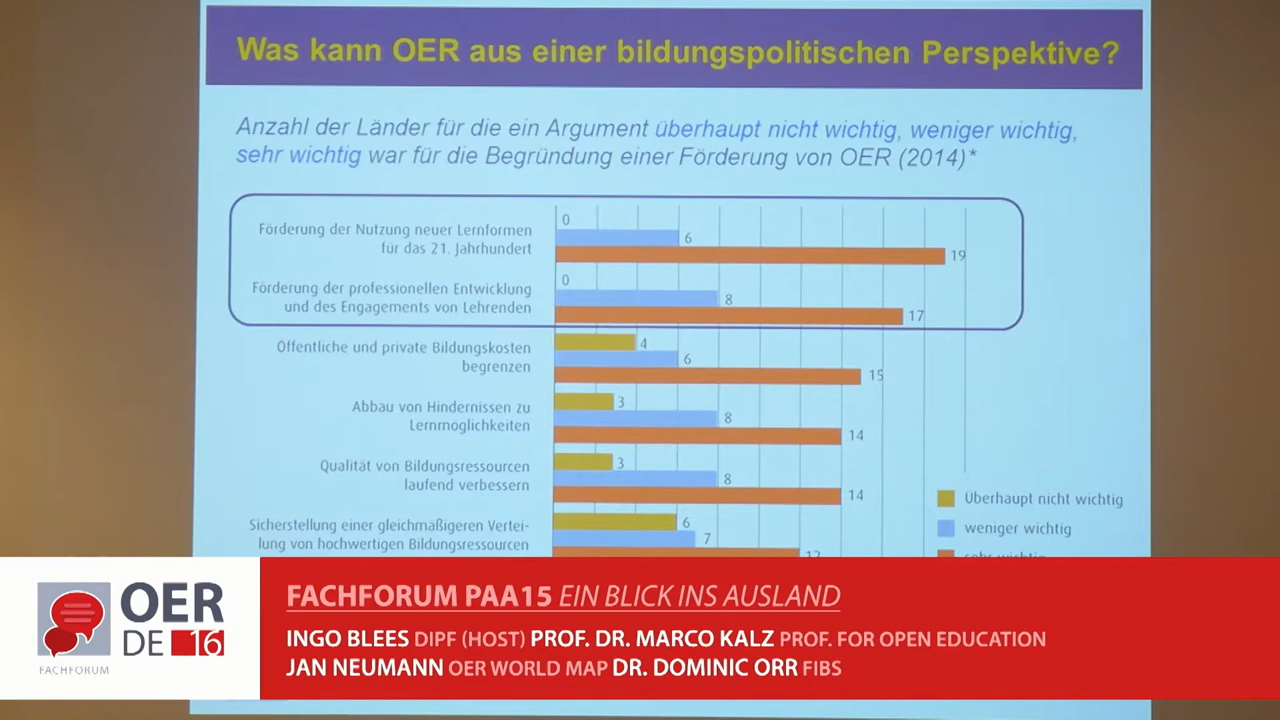 Was kann OER aus einer bildungspolitischen Perspektive?
Anzahl der Länder für die ein Argument überhaupt nicht wichtig, weniger wichtig,
sehr wichtig war für die Begründung einer Förderung von OER (2014)*
Förderung der Nutzung neuer Lernformen
für das 21. Jahrhundert
0
6
19
Förderung der professionellen Entwicklung
und des Engagements von Lehrenden
0
8
17
Öffentliche und private Bildungskosten
begrenzen
4
6
15
Abbau von Hindernissen zu
Lernmöglichkeiten
3
8
14
Qualität von Bildungsressourcen
laufend verbessern
3
8
14
Sicherstellung einer gleichmäßigeren Vertei-
lung von hochwertigen Bildungsressourcen
6
7
12
Überhaupt nicht wichtig
weniger wichtig
sehr wichtig
OER
DE 16
FACHFORUM
FACHFORUM PAA15 EIN BLICK INS AUSLAND
INGO BLEES DIPF (HOST) PROF. DR. MARCO KALZ PROF. FOR OPEN EDUCATION
JAN NEUMANN OER WORLD MAP DR. DOMINIC ORR FIBS